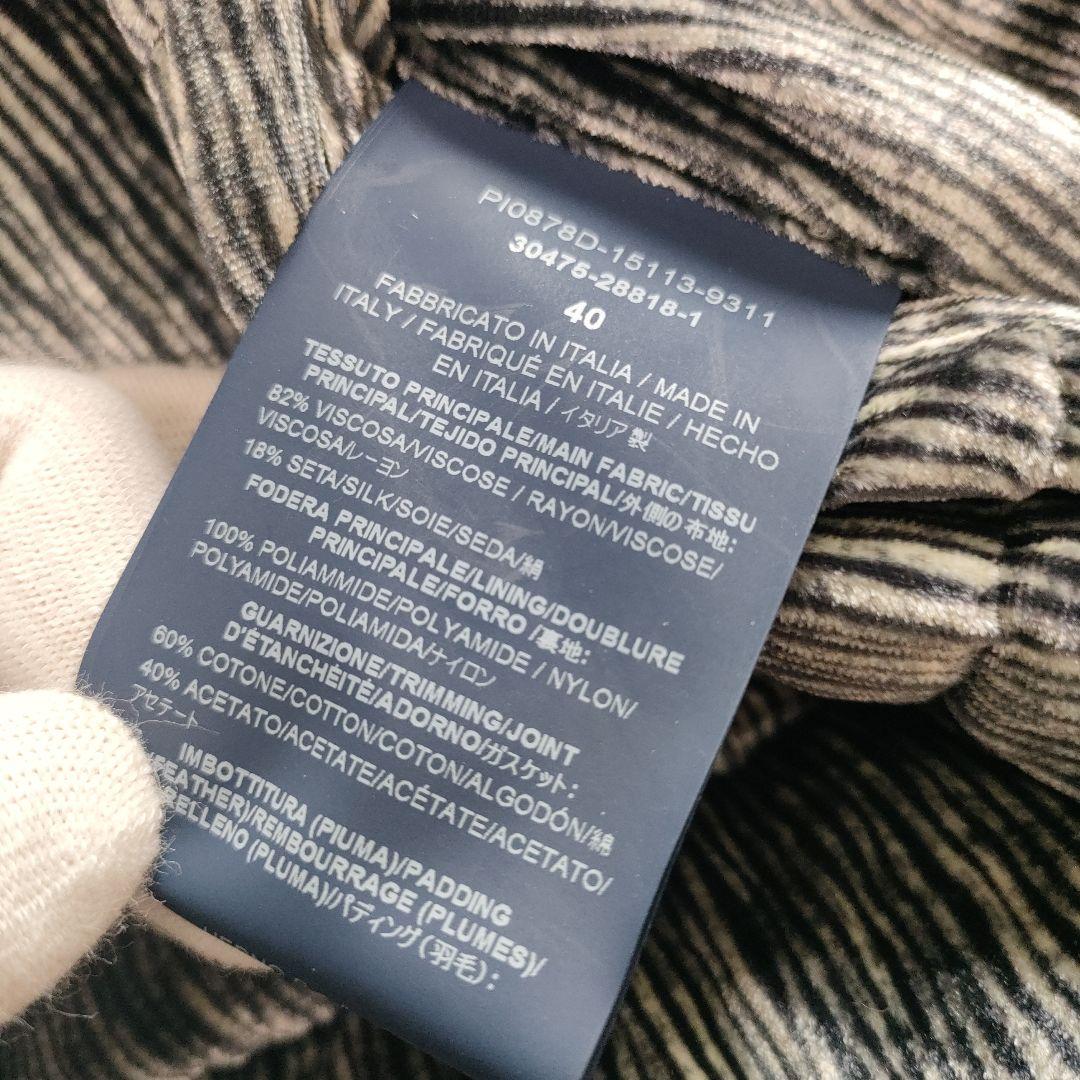 PI0878D-15113-9311
30475-28818-1
40
FABBRICATO IN ITALIA / MADE IN
ITALY / FABRIQUÉ EN ITALIE / HECHO
EN ITALIA / イタリア製
TESSUTO PRINCIPALE/MAIN FABRIC/TISSU
PRINCIPAL/TEJIDO PRINCIPAL/外側の布地:
82% VISCOSA/VISCOSE / RAYON/VISCOSE/
VISCOSA/レーヨン
18% SETA/SILK/SOIE/SEDA/絹
FODERA PRINCIPALE/LINING/DOUBLURE
PRINCIPALE/FORRO /裏地:
100% POLIAMMIDE/POLYAMIDE / NYLON/
POLYAMIDE/POLIAMIDA/ナイロン
GUARNIZIONE/TRIMMING/JOINT
D'ÉTANCHÉITÉ/ADORNO/ガスケット:
60% COTONE/COTTON/COTON/ALGODÓN/綿
40% ACETATO/ACETATE/ACÉTATE/ACETATO/
アセテート
IMBOTTITURA (PIUMA)/PADDING
(FEATHER)/REMBOURRAGE (PLUMES)/
RELLENO (PLUMA)/パディング (羽毛):